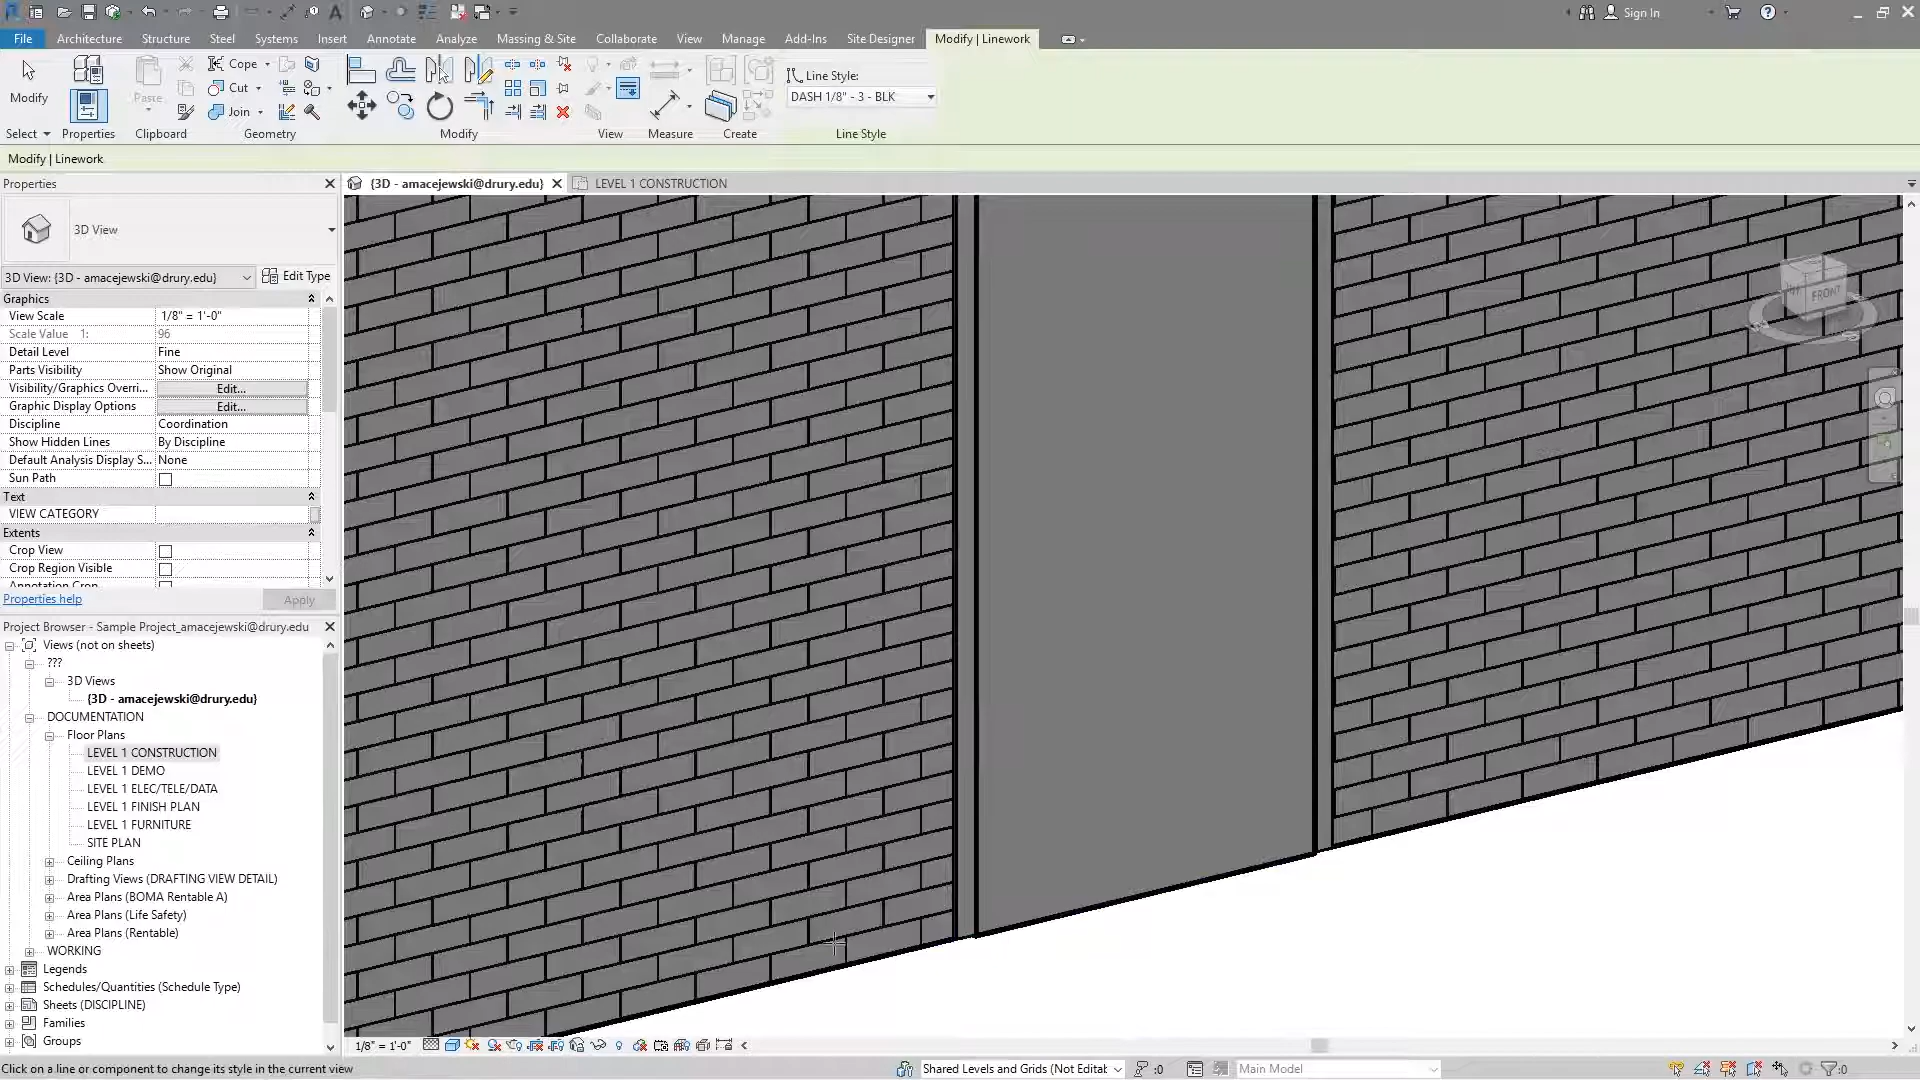 Sign In
File Architecture Structure Steel Systems Insert Annotate Analyze Massing & Site Collaborate View Manage Add-Ins Site Designer Modify | Linework
Modify
Paste
Cope
Cut
Join
Line Style:
DASH 1/8" - 3 - BLK
Select Properties Clipboard Geometry Modify View Measure Create Line Style
Modify | Linework
Properties
{3D - amacejewski@drury.edu}
LEVEL 1 CONSTRUCTION
3D View
3D View: {3D - amacejewski@drury.edu}
Edit Type
Graphics
View Scale 1/8" = 1'-0"
Scale Value 1: 96
Detail Level Fine
Parts Visibility Show Original
Visibility/Graphics Overri... Edit...
Graphic Display Options Edit...
Discipline Coordination
Show Hidden Lines By Discipline
Default Analysis Display S... None
Sun Path
Text
VIEW CATEGORY
Extents
Crop View
Crop Region Visible
Annotation Crop
Properties help
Apply
FRONT
Project Browser - Sample Project_amacejewski@drury.edu
Views (not on sheets)
???
3D Views
{3D - amacejewski@drury.edu}
DOCUMENTATION
Floor Plans
LEVEL 1 CONSTRUCTION
LEVEL 1 DEMO
LEVEL 1 ELEC/TELE/DATA
LEVEL 1 FINISH PLAN
LEVEL 1 FURNITURE
SITE PLAN
Ceiling Plans
Drafting Views (DRAFTING VIEW DETAIL)
Area Plans (BOMA Rentable A)
Area Plans (Life Safety)
Area Plans (Rentable)
WORKING
Legends
Schedules/Quantities (Schedule Type)
Sheets (DISCIPLINE)
Families
Groups
1/8" = 1'-0"
Click on a line or component to change its style in the current view
Shared Levels and Grids (Not Editab
:0
Main Model
:0